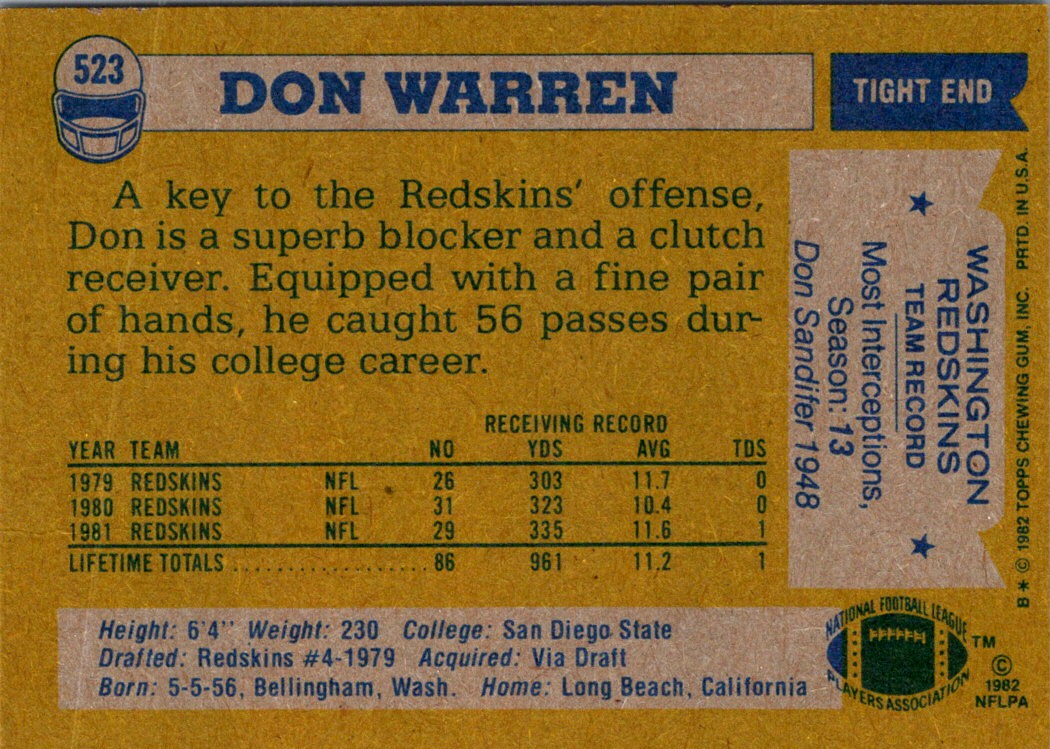 523
DON WARREN
TIGHT END
A key to the Redskins' offense,
Don is a superb blocker and a clutch
receiver. Equipped with a fine pair
of hands, he caught 56 passes dur-
ing his college career.
RECEIVING RECORD
YEAR TEAM NO YDS AVG TDS
1979 REDSKINS NFL 26 303 11.7 0
1980 REDSKINS NFL 31 323 10.4 0
1981 REDSKINS NFL 29 335 11.6 1
LIFETIME TOTALS .................. 86 961 11.2 1
Height: 6'4" Weight: 230 College: San Diego State
Drafted: Redskins #4-1979 Acquired: Via Draft
Born: 5-5-56, Bellingham, Wash. Home: Long Beach, California
WASHINGTON
REDSKINS
TEAM RECORD
Most Interceptions,
Season: 13
Don Sandifer 1948
B* © 1982 TOPPS CHEWING GUM, INC. PRTD. IN U.S.A.
NATIONAL FOOTBALL LEAGUE
PLAYERS ASSOCIATION
TM
©
1982
NFLPA